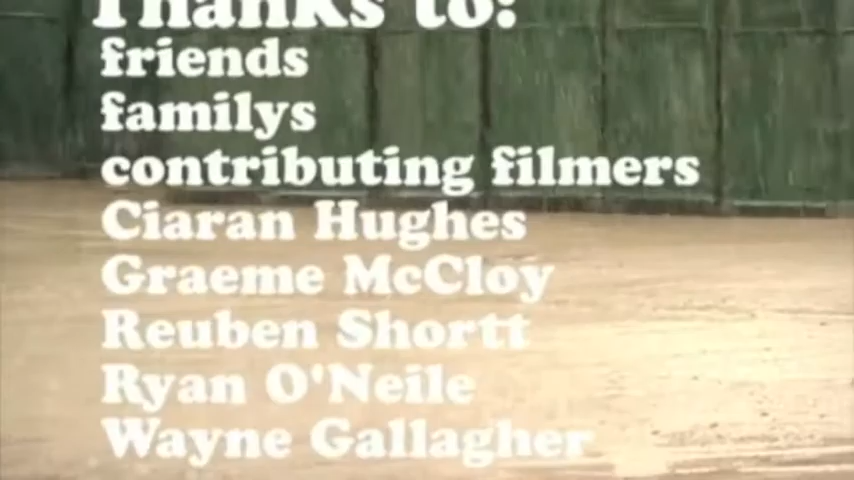 Thanks to:
friends
familys
contributing filmers
Ciaran Hughes
Graeme McCloy
Reuben Shortt
Ryan O'Neile
Wayne Gallagher